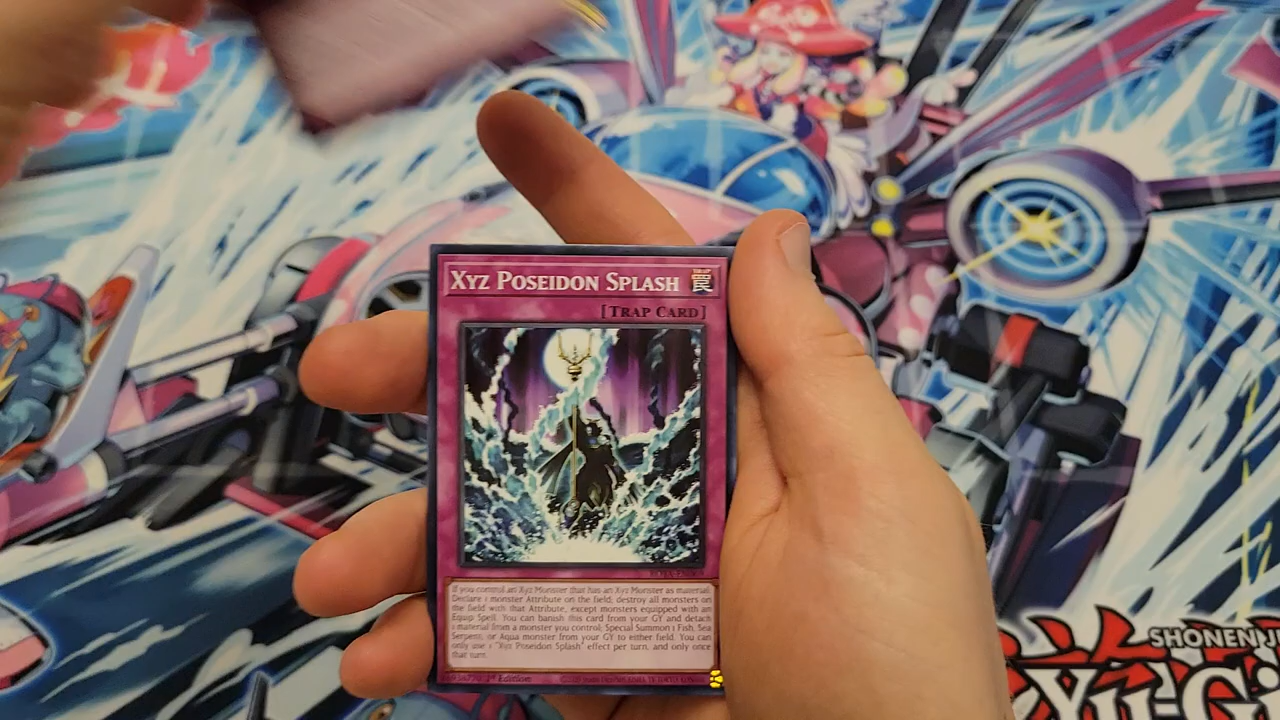 XYZ POSEIDON SPLASH
TRAP
罠
[TRAP CARD]
If you control an Xyz Monster that has an Xyz Monster as material:
Declare 1 monster Attribute on the field; destroy all monsters on
the field with that Attribute, except monsters equipped with an
Equip Spell. You can banish this card from your GY and detach
1 material from a monster you control; Special Summon 1 Fish, Sea
Serpent, or Aqua monster from your GY to either field. You can
only use 1 "Xyz Poseidon Splash" effect per turn, and only once
that turn.
1st Edition
SHONEN J
Yu-Gi